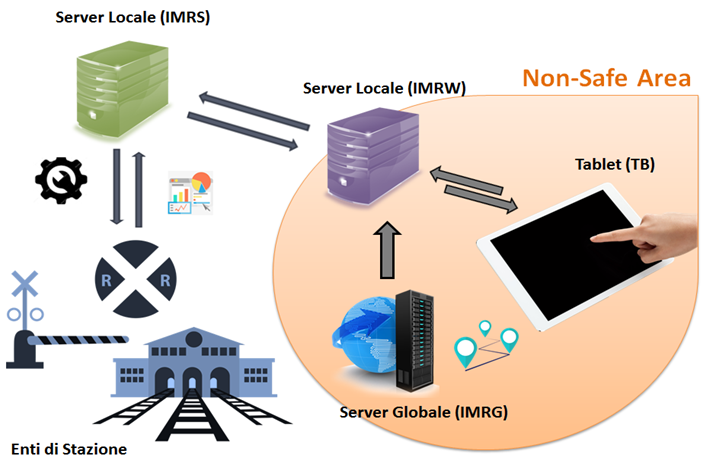 Server Locale (IMRS)
Server Locale (IMRW)
Non-Safe Area
Tablet (TB)
R R
Server Globale (IMRG)
Enti di Stazione